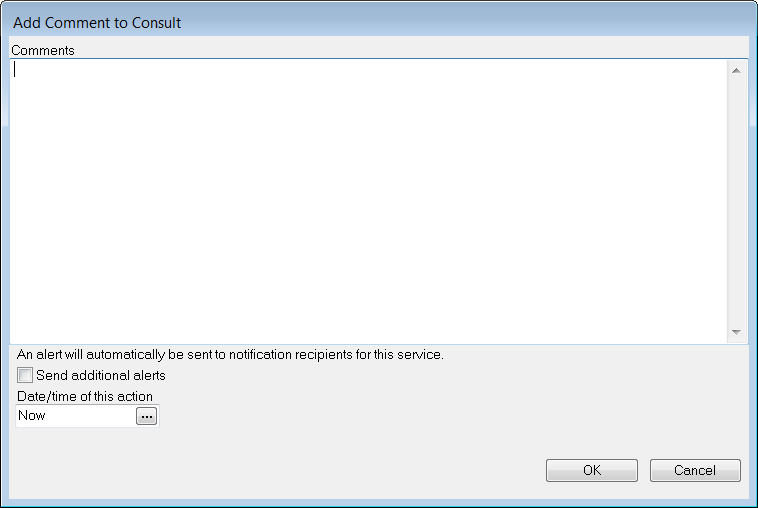 Add Comment to Consult
Comments
An alert will automatically be sent to notification recipients for this service.
Send additional alerts
Date/time of this action
Now ...
OK Cancel